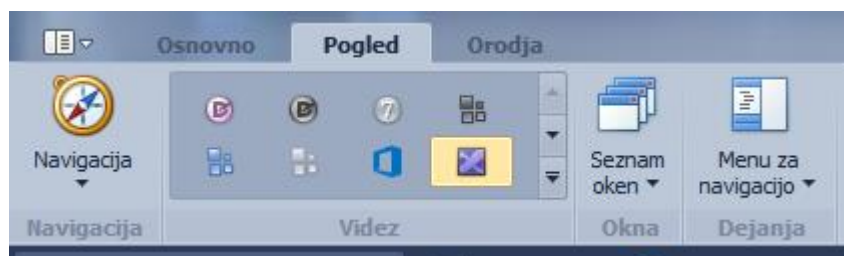 Osnovno Pogled Orodja
Navigacija
Seznam
oken
Menu za
navigacijo
Navigacija Videz Okna Dejanja